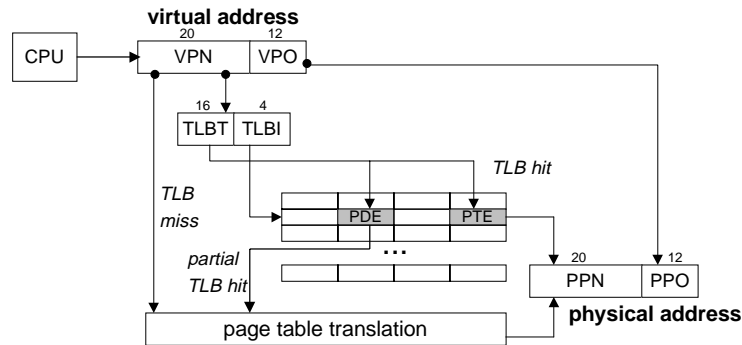 virtual address
20 12
CPU VPN VPO
16 4
TLBT TLBI
TLB hit
TLB
miss
PDE PTE
partial
TLB hit
...
20 12
PPN PPO
physical address
page table translation